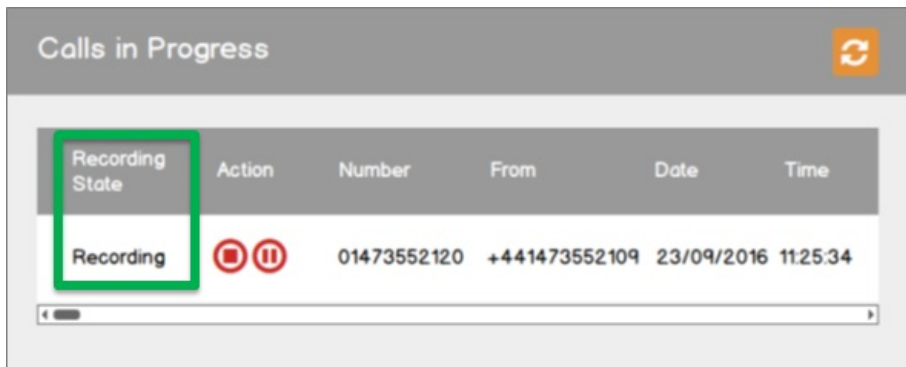 Calls in Progress
Recording State Action Number From Date Time
Recording 01473552120 +441473552109 23/09/2016 11:25:34